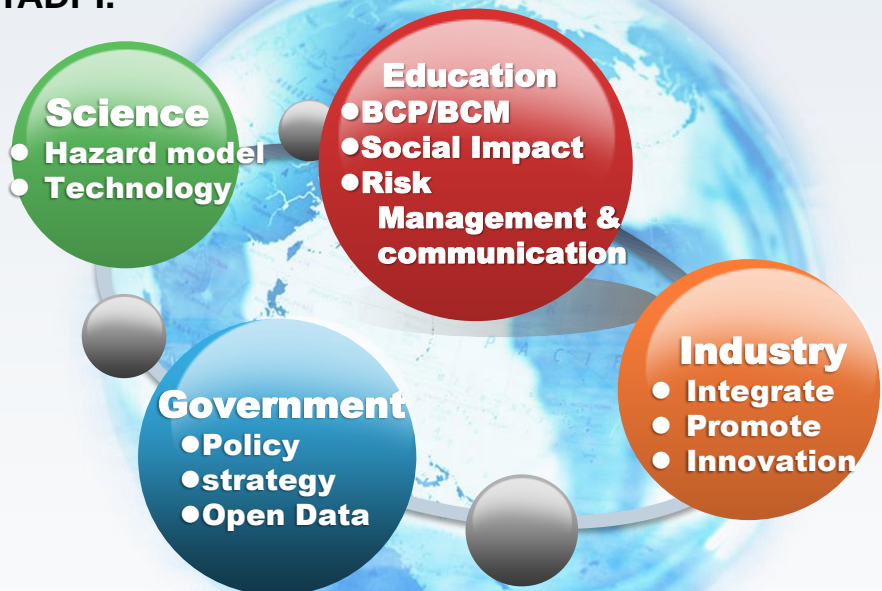 Science
● Hazard model
● Technology
Education
●BCP/BCM
●Social Impact
●Risk
Management &
communication
Government
●Policy
●strategy
●Open Data
Industry
● Integrate
● Promote
● Innovation
P A C I F